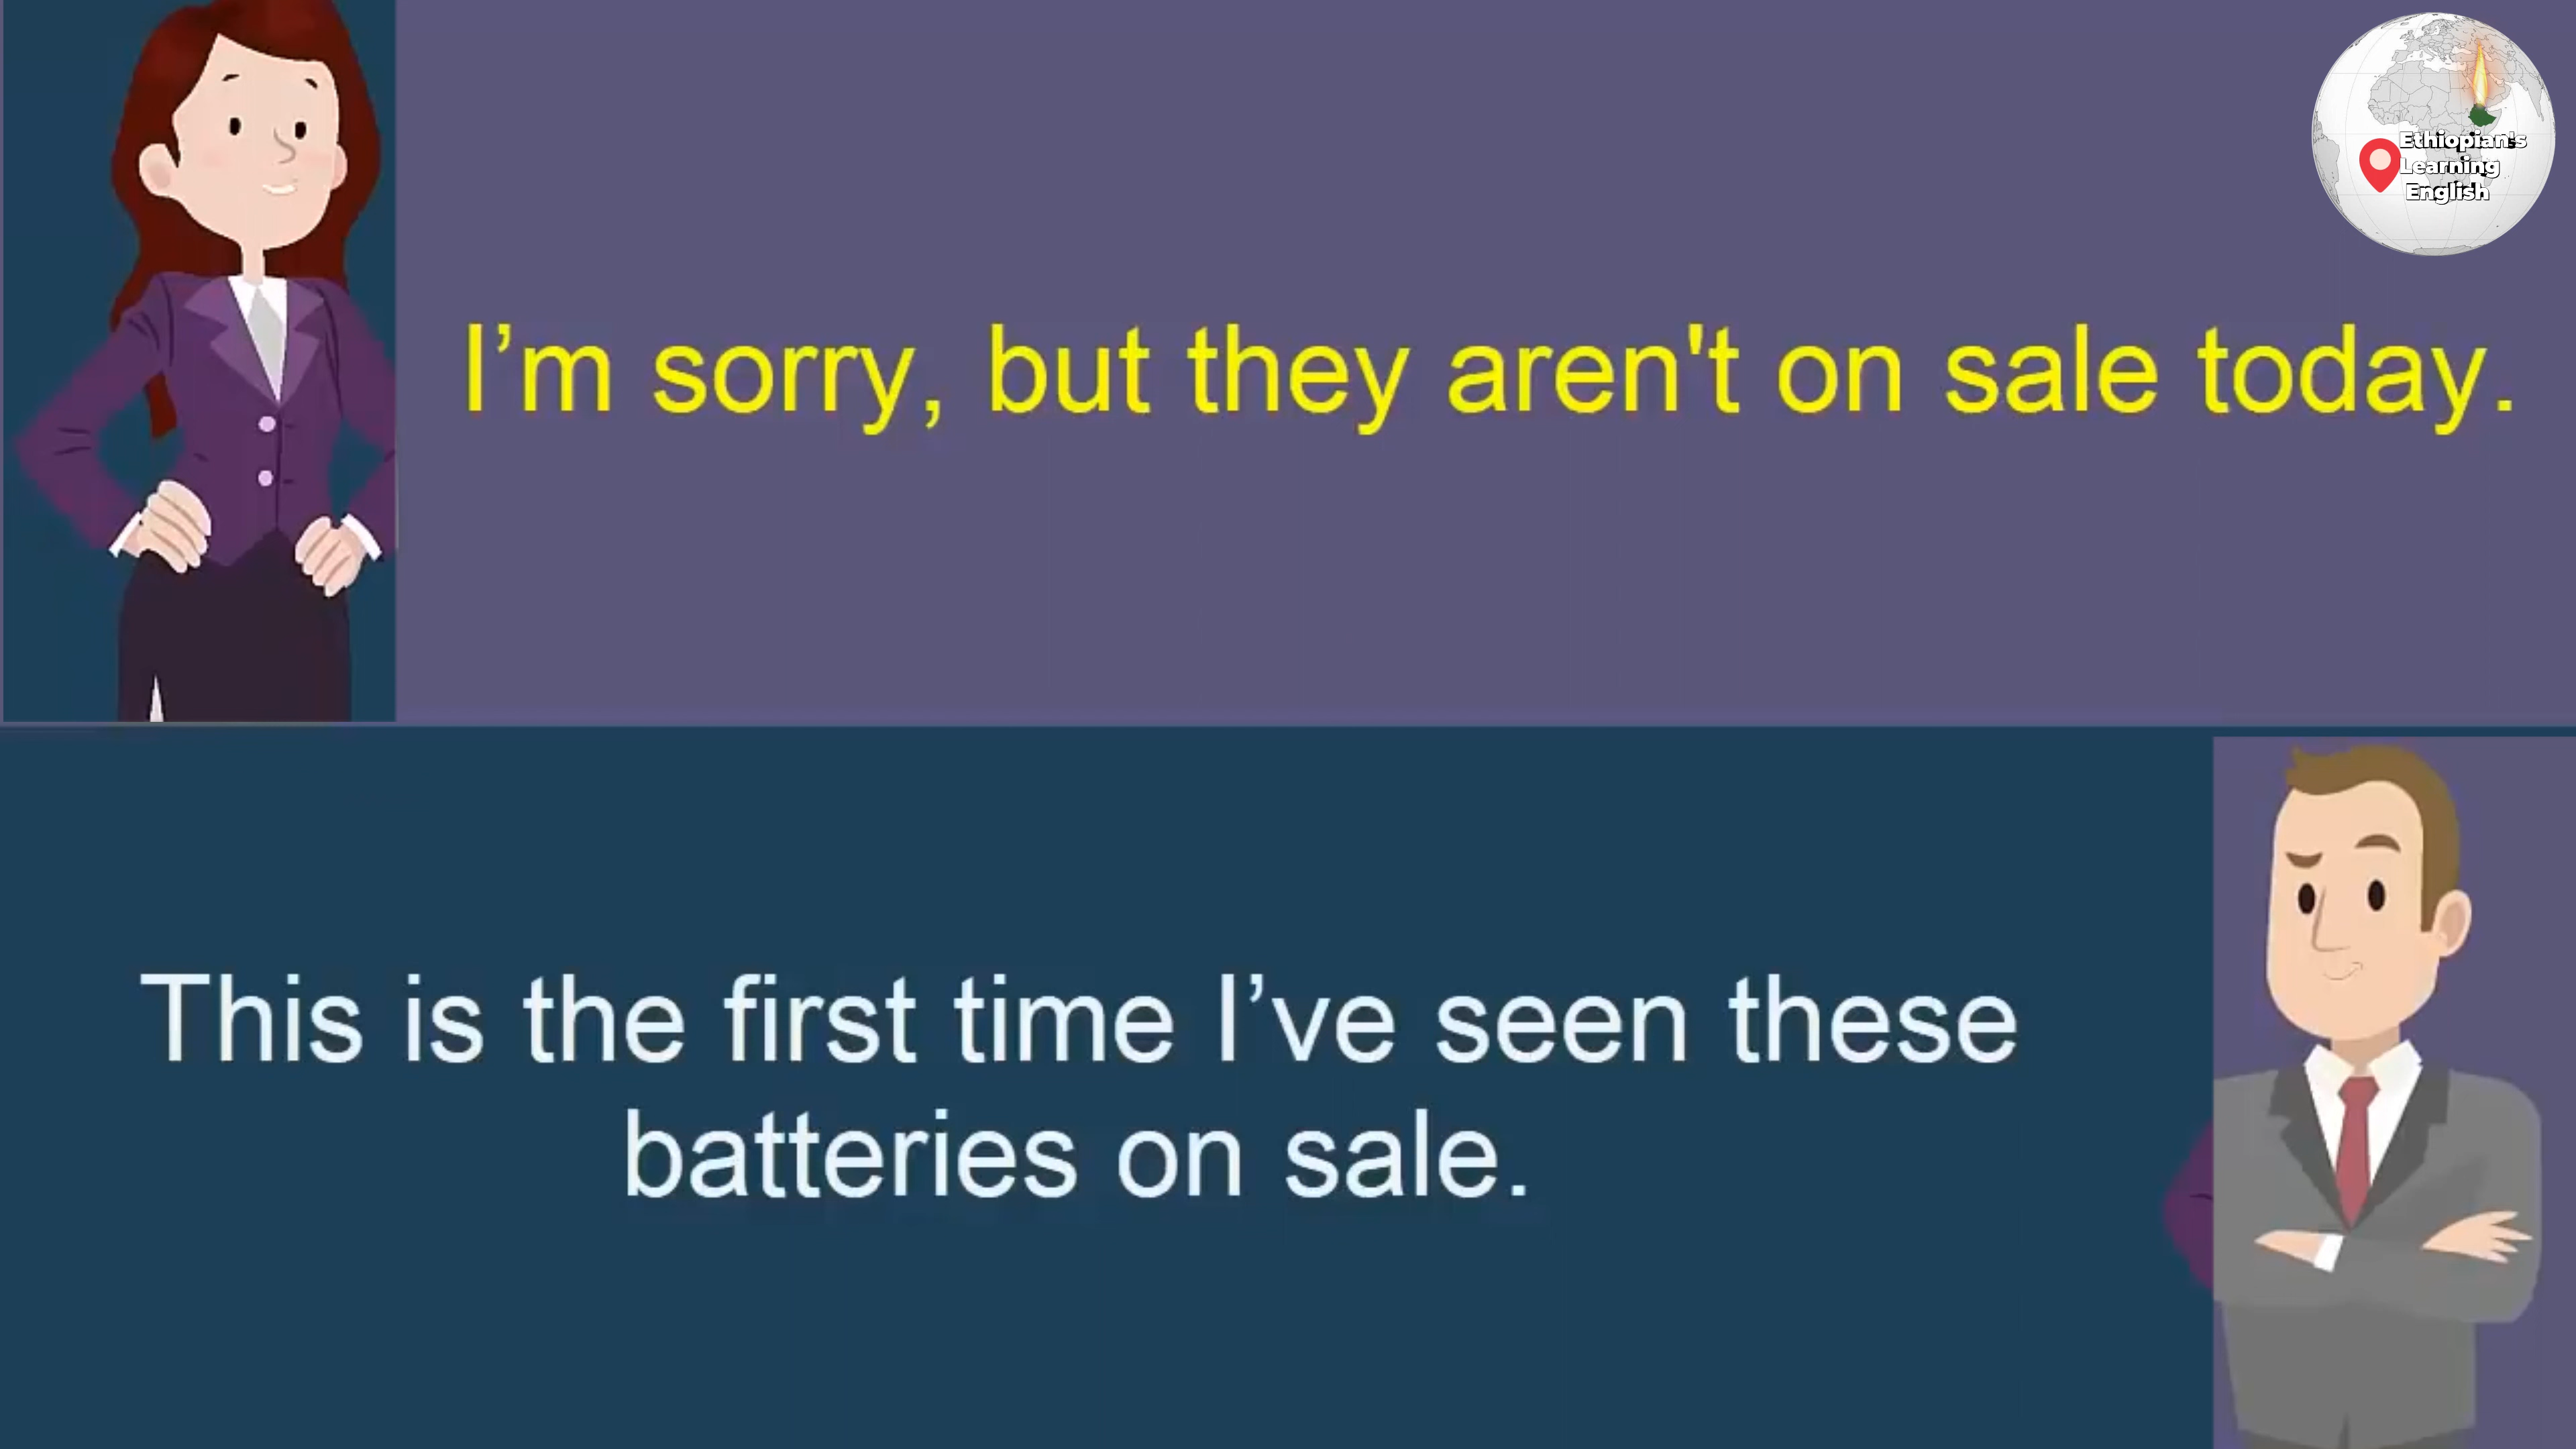 Ethiopian's
Learning
English
I’m sorry, but they aren't on sale today.
This is the first time I’ve seen these
batteries on sale.